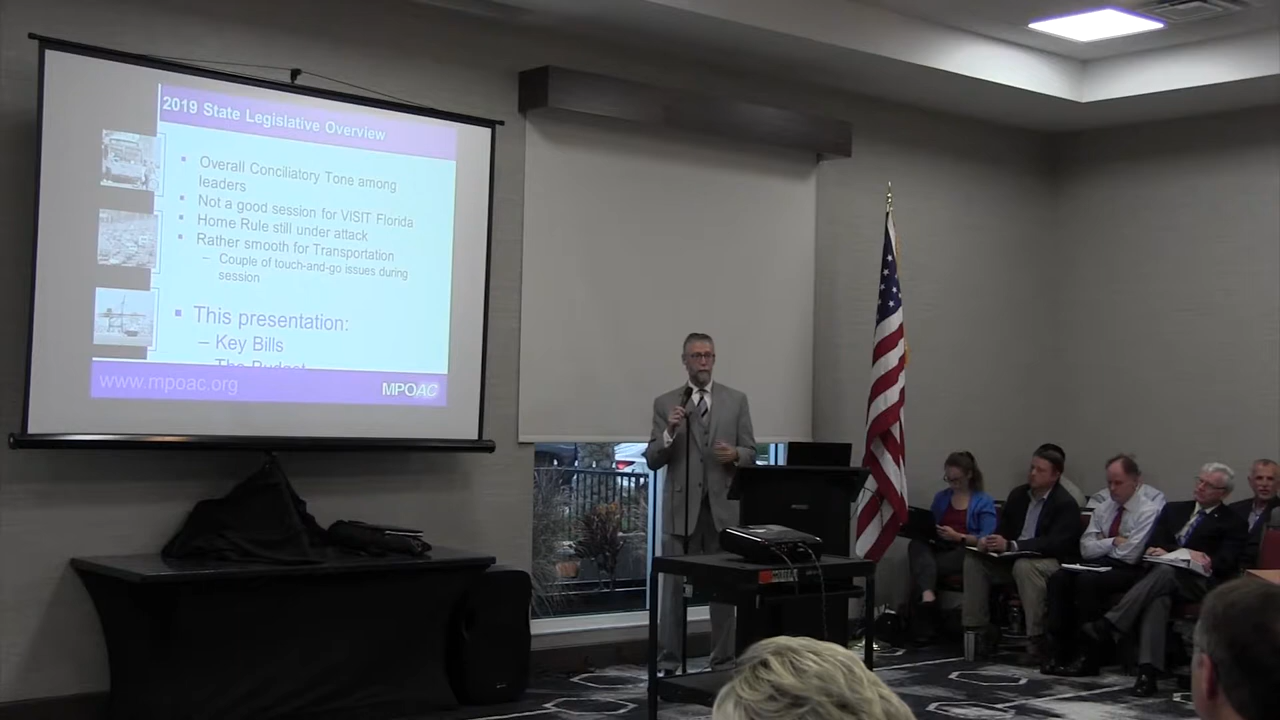 2019 State Legislative Overview
Overall Conciliatory Tone among
leaders
Not a good session for VISIT Florida
Home Rule still under attack
Rather smooth for Transportation
– Couple of touch-and-go issues during
session
This presentation:
– Key Bills
– The Budget
www.mpoac.org
MPOAC